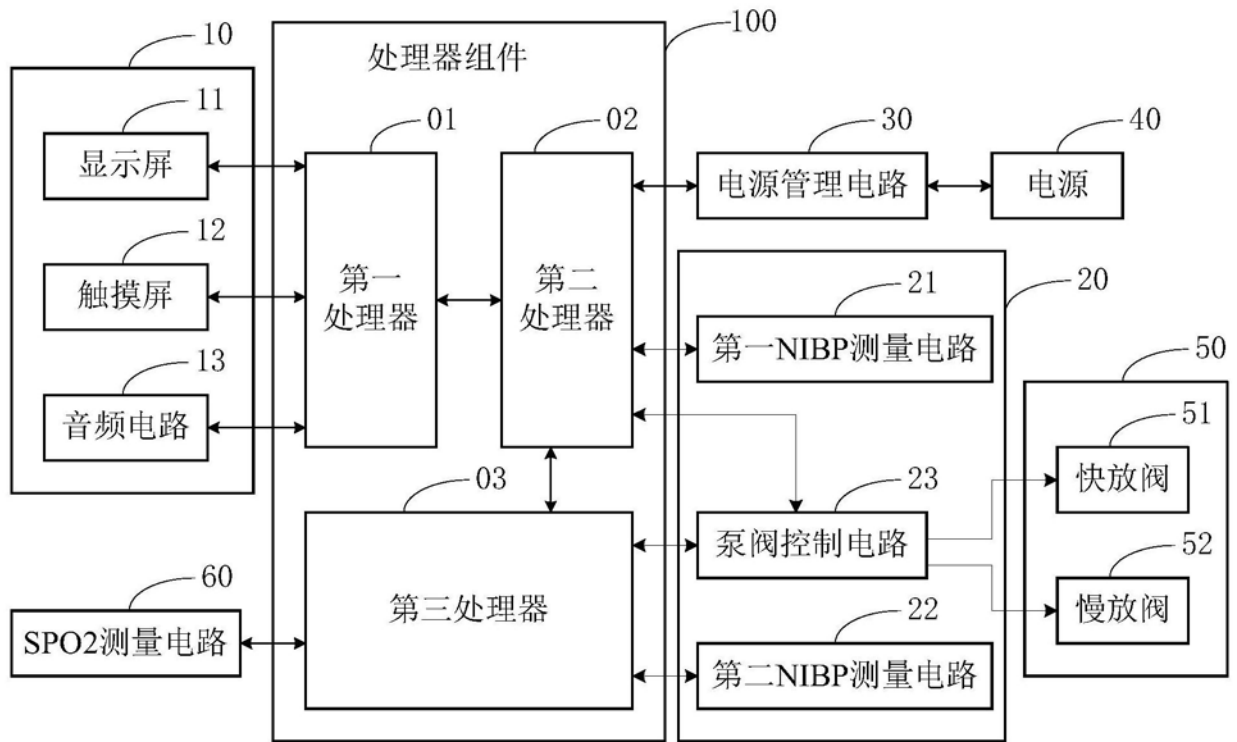 10
11
显示屏
12
触摸屏
13
音频电路
60
SPO2测量电路
100
处理器组件
01
第一
处理器
02
第二
处理器
03
第三处理器
30
电源管理电路
40
电源
20
21
第一NIBP测量电路
23
泵阀控制电路
22
第二NIBP测量电路
50
51
快放阀
52
慢放阀